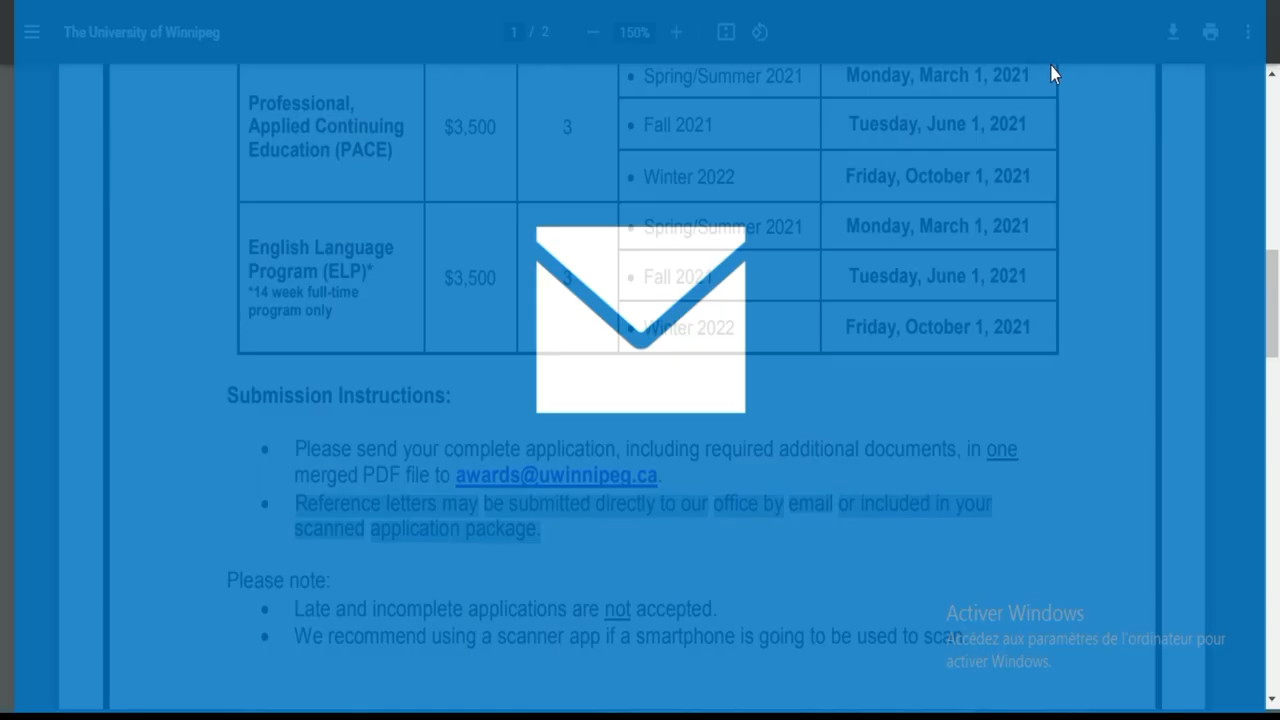 The University of Winnipeg
1 / 2
150%
Spring/Summer 2021
Monday, March 1, 2021
Professional,
Applied Continuing
Education (PACE)
$3,500
3
Fall 2021
Tuesday, June 1, 2021
Winter 2022
Friday, October 1, 2021
English Language
Program (ELP)*
*14 week full-time
program only
$3,500
3
Spring/Summer 2021
Monday, March 1, 2021
Fall 2021
Tuesday, June 1, 2021
Winter 2022
Friday, October 1, 2021
Submission Instructions:
• Please send your complete application, including required additional documents, in one
merged PDF file to awards@uwinnipeg.ca.
• Reference letters may be submitted directly to our office by email or included in your
scanned application package.
Please note:
• Late and incomplete applications are not accepted.
• We recommend using a scanner app if a smartphone is going to be used to scan
Activer Windows
Accédez aux paramètres de l'ordinateur pour
activer Windows.